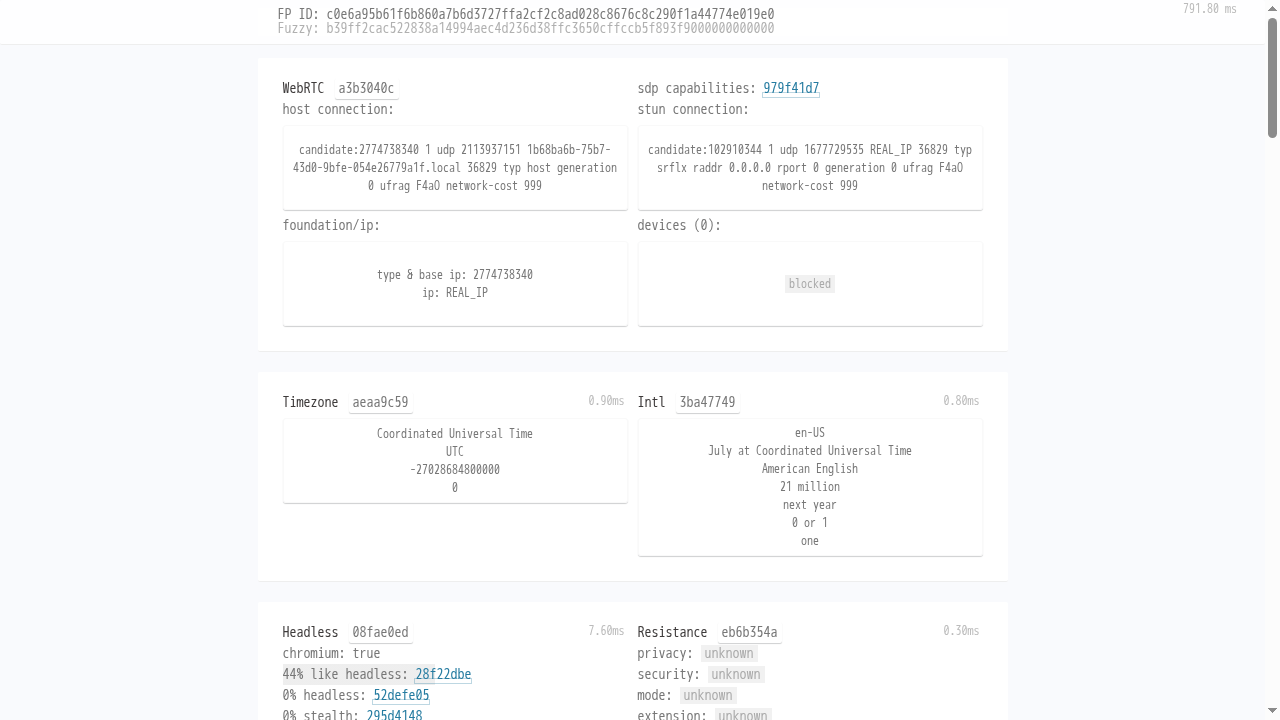 FP ID: c0e6a95b61f6b860a7b6d3727ffa2cf2c8ad028c8676c8c290f1a44774e019e0
791.80 ms
Fuzzy: b39ff2cac522838a14994aec4d236d38ffc3650cffccb5f893f9000000000000
WebRTC a3b3040c
host connection:
candidate:2774738340 1 udp 2113937151 1b68ba6b-75b7-
43d0-9bfe-054e26779a1f.local 36829 typ host generation
0 ufrag F4aO network-cost 999
foundation/ip:
type & base ip: 2774738340
ip: REAL_IP
sdp capabilities: 979f41d7
stun connection:
candidate:102910344 1 udp 1677729535 REAL_IP 36829 typ
srflx raddr 0.0.0.0 rport 0 generation 0 ufrag F4aO
network-cost 999
devices (0):
blocked
Timezone aeaa9c59 0.90ms
Coordinated Universal Time
UTC
-27028684800000
0
Intl 3ba47749 0.80ms
en-US
July at Coordinated Universal Time
American English
21 million
next year
0 or 1
one
Headless 08fae0ed 7.60ms
chromium: true
44% like headless: 28f22dbe
0% headless: 52defe05
0% stealth: 295d4148
Resistance eb6b354a 0.30ms
privacy: unknown
security: unknown
mode: unknown
extension: unknown